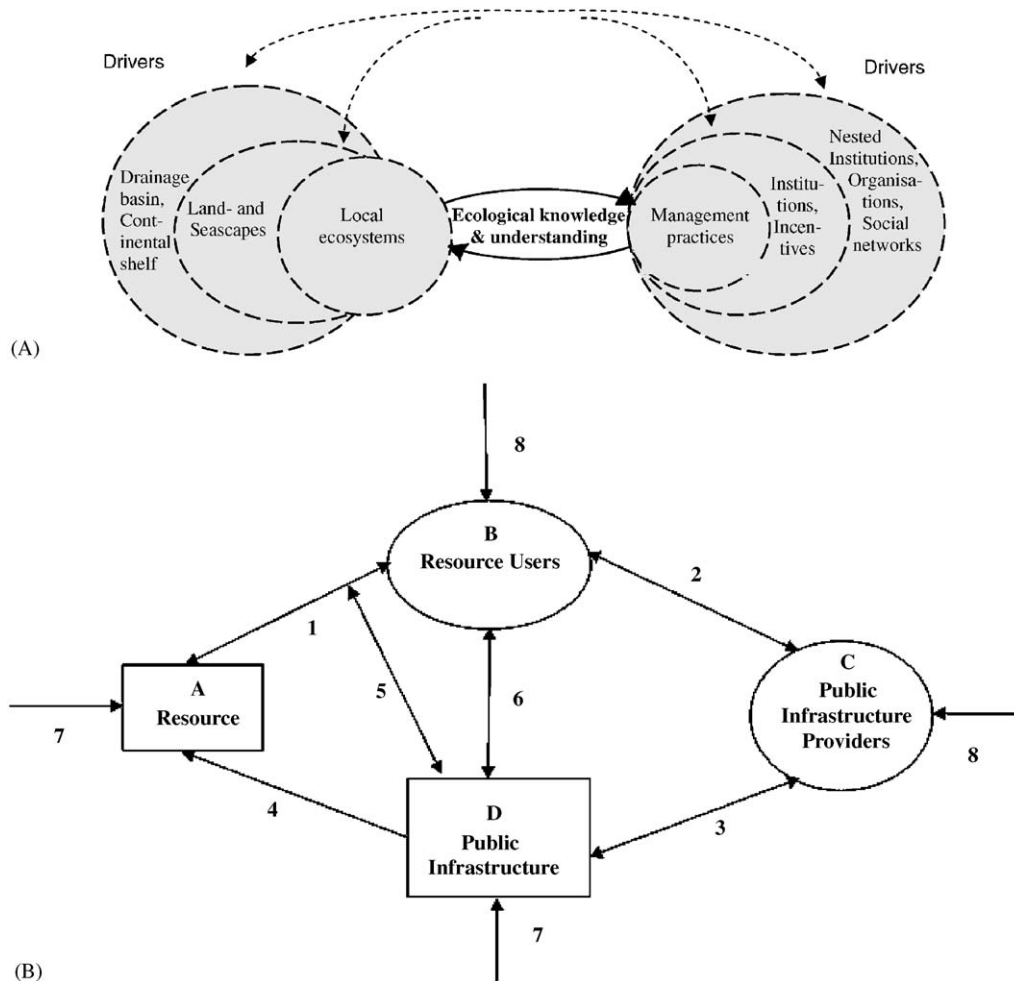 Drivers
Drivers
Drainage
basin,
Cont-
inental
shelf
Land- and
Seascapes
Local
ecosystems
Ecological knowledge
& understanding
Management
practices
Institu-
tions,
Incen-
tives
Nested
Institutions,
Organisa-
tions,
Social
networks
(A)
8
B
Resource Users
2
1
A
Resource
5
6
C
Public
Infrastructure
Providers
7
8
4
D
Public
Infrastructure
3
7
(B)